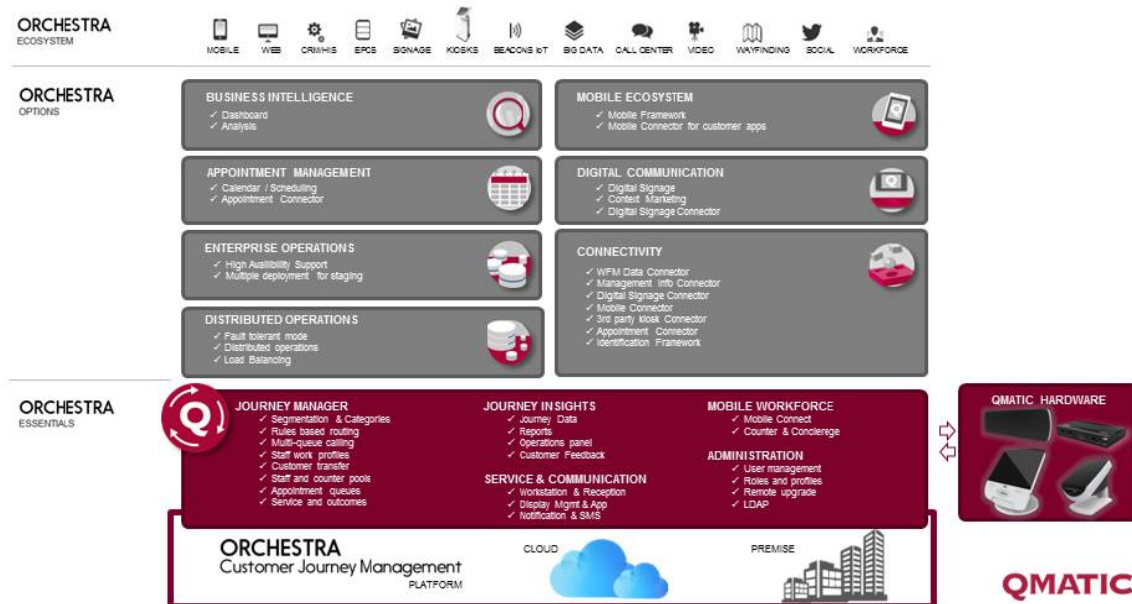 ORCHESTRA
ECOSYSTEM
MOBILE
WEB
CRM/HIS
EPOS
SIGNAGE
KIOSKS
BEACONS IoT
BIG DATA
CALL CENTER
VIDEO
WAYFINDING
SOCIAL
WORKFORCE
ORCHESTRA
OPTIONS
BUSINESS INTELLIGENCE
✓ Dashboard
✓ Analysis
MOBILE ECOSYSTEM
✓ Mobile Framework
✓ Mobile Connector for customer apps
APPOINTMENT MANAGEMENT
✓ Calendar / Scheduling
✓ Appointment Connector
DIGITAL COMMUNICATION
✓ Digital Signage
✓ Context Marketing
✓ Digital Signage Connector
ENTERPRISE OPERATIONS
✓ High Availibility Support
✓ Multiple deployment for staging
CONNECTIVITY
✓ WFM Data Connector
✓ Management Info Connector
✓ Digital Signage Connector
✓ Mobile Connector
✓ 3rd party kiosk Connector
✓ Appointment Connector
✓ Identification Framework
DISTRIBUTED OPERATIONS
✓ Fault tolerant mode
✓ Distributed operations
✓ Load Balancing
ORCHESTRA
ESSENTIALS
Q
JOURNEY MANAGER
✓ Segmentation & Categories
✓ Rules based routing
✓ Multi-queue calling
✓ Staff work profiles
✓ Customer transfer
✓ Staff and counter pools
✓ Appointment queues
✓ Service and outcomes
JOURNEY INSIGHTS
✓ Journey Data
✓ Reports
✓ Operations panel
✓ Customer Feedback
SERVICE & COMMUNICATION
✓ Workstation & Reception
✓ Display Mgmt & App
✓ Notification & SMS
MOBILE WORKFORCE
✓ Mobile Connect
✓ Counter & Concierege
ADMINISTRATION
✓ User management
✓ Roles and profiles
✓ Remote upgrade
✓ LDAP
QMATIC HARDWARE
ORCHESTRA
Customer Journey Management
PLATFORM
CLOUD
PREMISE
QMATIC